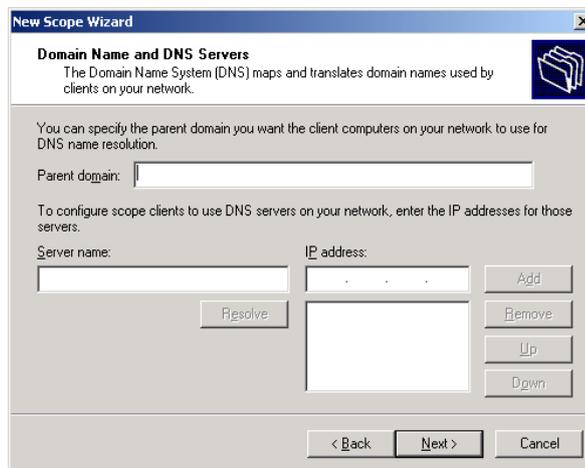 New Scope Wizard
Domain Name and DNS Servers
The Domain Name System (DNS) maps and translates domain names used by
clients on your network.
You can specify the parent domain you want the client computers on your network to use for
DNS name resolution.
Parent domain:
To configure scope clients to use DNS servers on your network, enter the IP addresses for those
servers.
Server name:
IP address:
. . .
Add
Resolve
Remove
Up
Down
< Back
Next >
Cancel